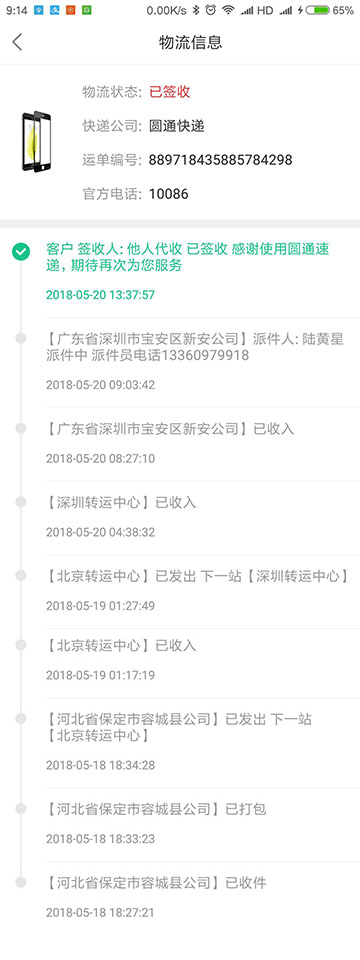 9:14
0.00K/s
HD
65%
物流信息
物流状态: 已签收
快递公司: 圆通快递
运单编号: 889718435885784298
官方电话: 10086
客户 签收人: 他人代收 已签收 感谢使用圆通速
递，期待再次为您服务
2018-05-20 13:37:57
【广东省深圳市宝安区新安公司】派件人: 陆黄星
派件中 派件员电话13360979918
2018-05-20 09:03:42
【广东省深圳市宝安区新安公司】已收入
2018-05-20 08:27:10
【深圳转运中心】已收入
2018-05-20 04:38:32
【北京转运中心】已发出 下一站【深圳转运中心】
2018-05-19 01:27:49
【北京转运中心】已收入
2018-05-19 01:17:19
【河北省保定市容城县公司】已发出 下一站
【北京转运中心】
2018-05-18 18:34:28
【河北省保定市容城县公司】已打包
2018-05-18 18:33:23
【河北省保定市容城县公司】已收件
2018-05-18 18:27:21